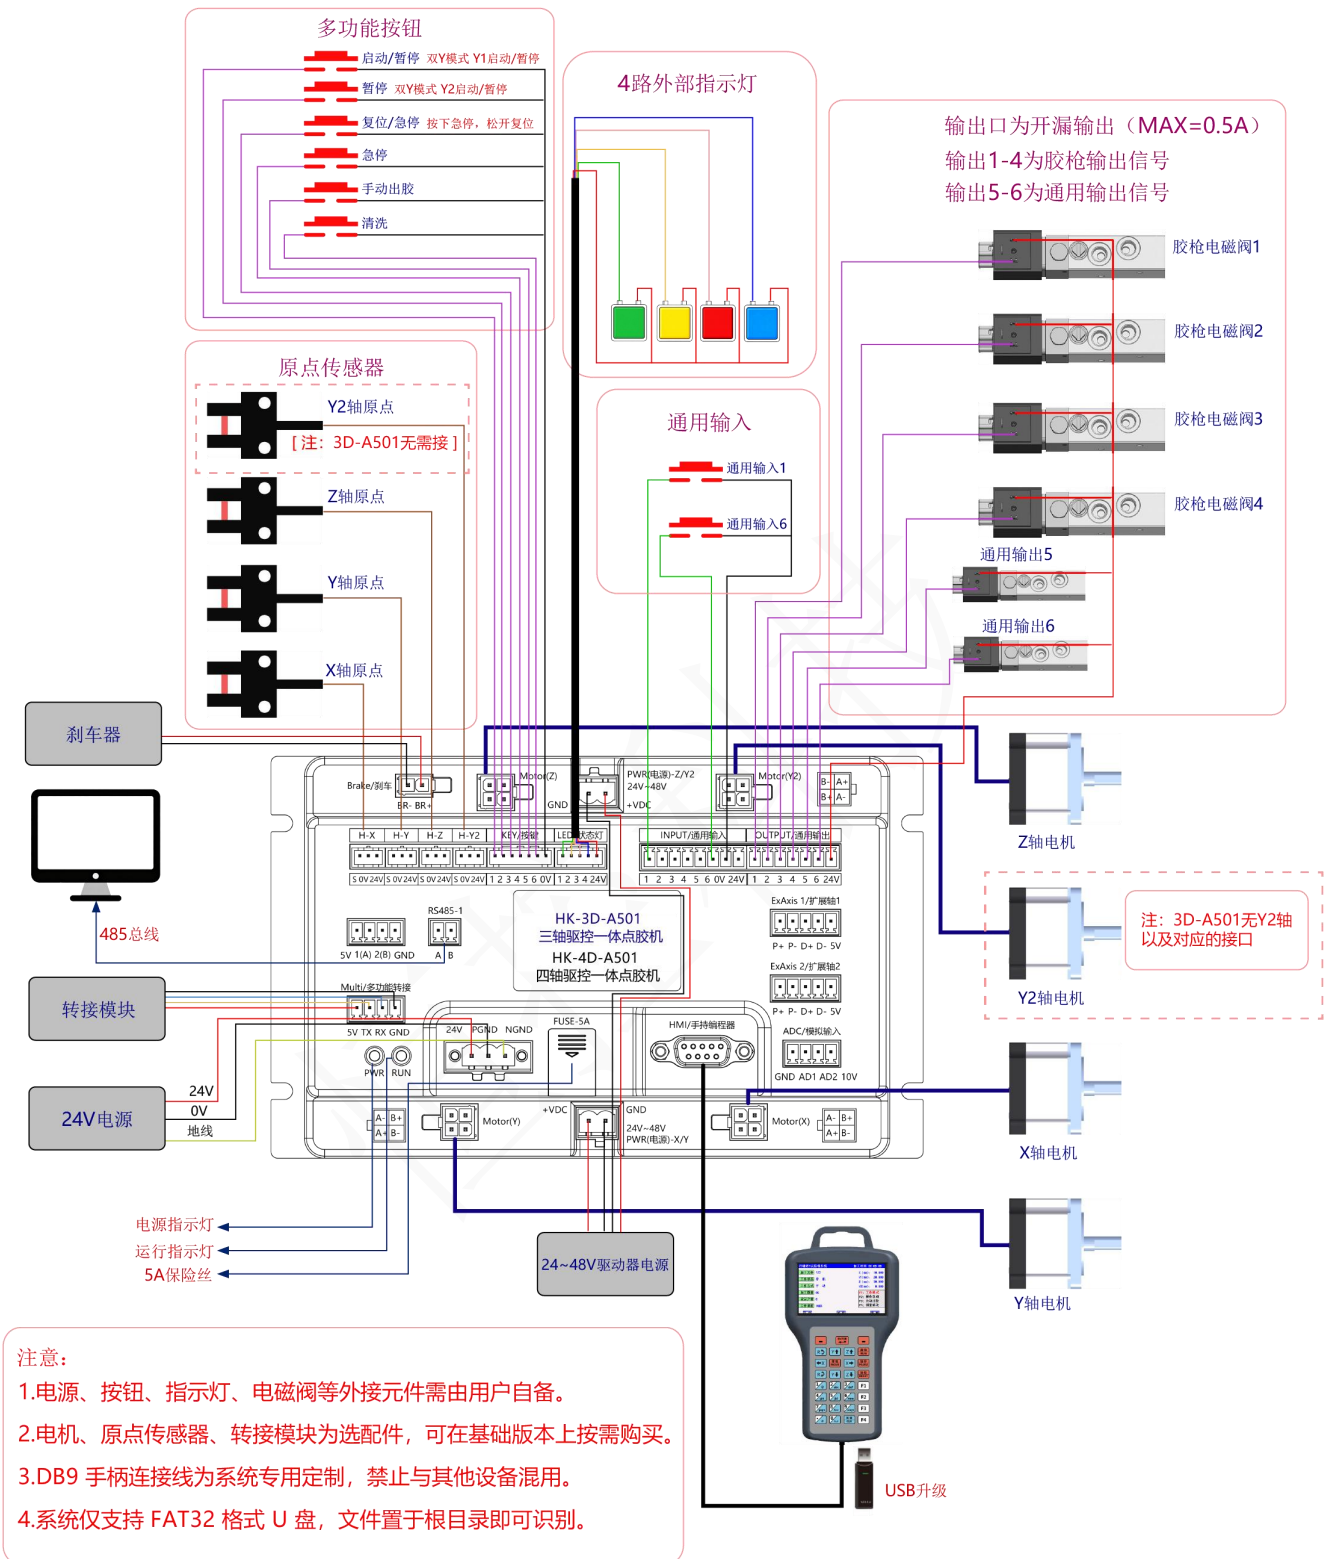 多功能按钮
启动/暂停 双Y模式 Y1启动/暂停
暂停 双Y模式 Y2启动/暂停
复位/急停 按下急停，松开复位
急停
手动出胶
清洗
4路外部指示灯
输出口为开漏输出（MAX=0.5A）
输出1-4为胶枪输出信号
输出5-6为通用输出信号
胶枪电磁阀1
胶枪电磁阀2
胶枪电磁阀3
胶枪电磁阀4
通用输出5
通用输出6
原点传感器
Y2轴原点
[ 注：3D-A501无需接 ]
Z轴原点
Y轴原点
X轴原点
通用输入
通用输入1
通用输入6
刹车器
Brake/刹车
BR- BR+
Motor(Z)
GND
PWR(电源)-Z/Y2
24V~48V
+VDC
Motor(Y2)
B- A+
B+ A-
H-X H-Y H-Z H-Y2 KEY/按键 LED/状态灯
S 0V 24V S 0V 24V S 0V 24V S 0V 24V 1 2 3 4 5 6 0V 1 2 3 4 24V
INPUT/通用输入 OUTPUT/通用输出
1 2 3 4 5 6 0V 24V 1 2 3 4 5 6 24V
485总线
RS485-1
5V 1(A) 2(B) GND
A B
HK-3D-A501
三轴驱控一体点胶机
HK-4D-A501
四轴驱控一体点胶机
ExAxis 1/扩展轴1
P+ P- D+ D- 5V
ExAxis 2/扩展轴2
P+ P- D+ D- 5V
ADC/模拟输入
GND AD1 AD2 10V
转接模块
Multi/多功能转接
5V TX RX GND
PWR RUN
24V PGND NGND
FUSE-5A
HMI/手持编程器
24V电源
24V
0V
地线
A- B+
A+ B-
Motor(Y)
+VDC
GND
24V~48V
PWR(电源)-X/Y
Motor(X)
A- B+
A+ B-
Z轴电机
Y2轴电机
注：3D-A501无Y2轴
以及对应的接口
X轴电机
Y轴电机
电源指示灯
运行指示灯
5A保险丝
24~48V驱动器电源
USB升级
注意：
1.电源、按钮、指示灯、电磁阀等外接元件需由用户自备。
2.电机、原点传感器、转接模块为选配件，可在基础版本上按需购买。
3.DB9 手柄连接线为系统专用定制，禁止与其他设备混用。
4.系统仅支持 FAT32 格式 U 盘，文件置于根目录即可识别。